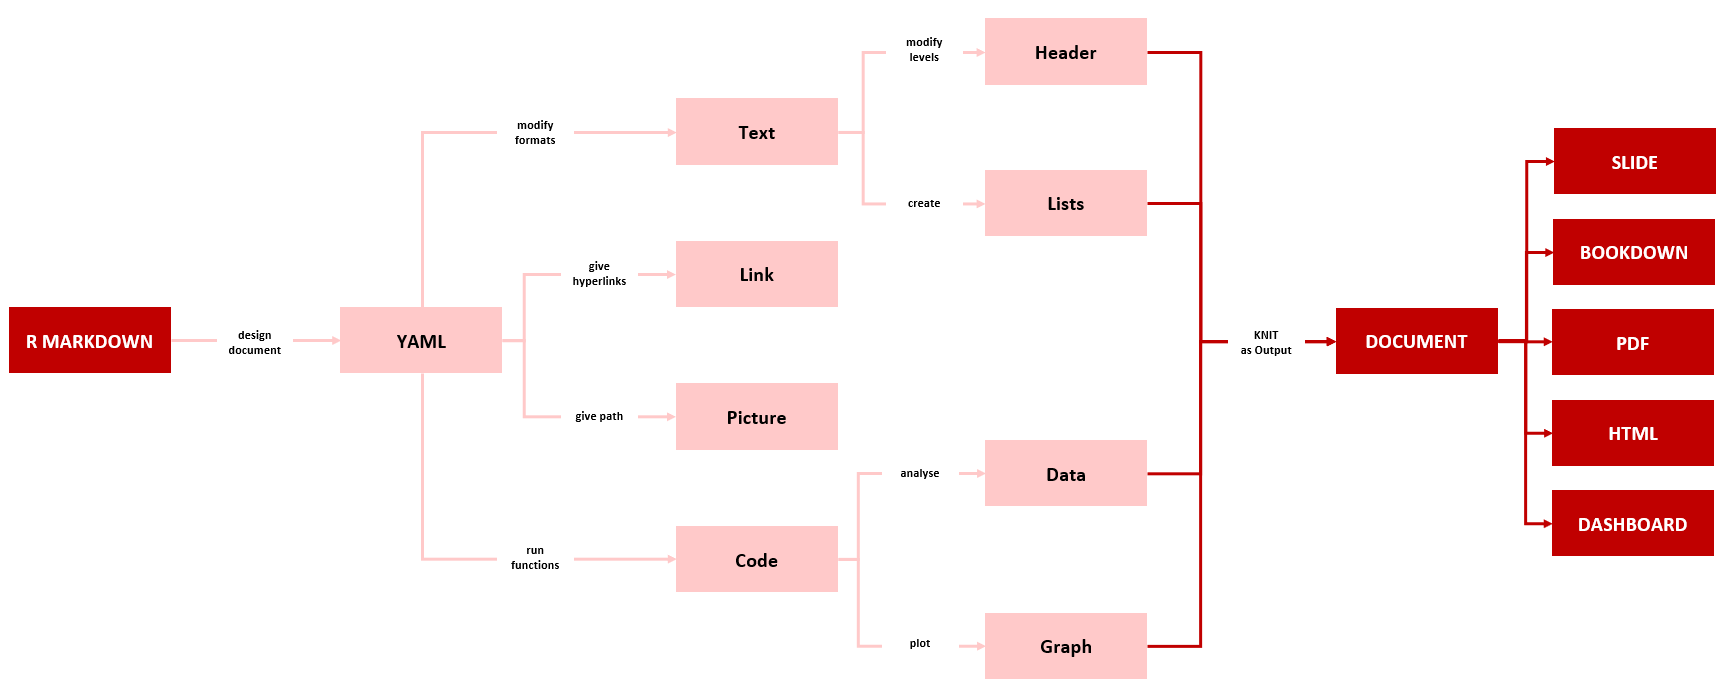 R MARKDOWN
design
document
YAML
modify
formats
Text
give
hyperlinks
Link
give path
Picture
run
functions
Code
modify
levels
Header
create
Lists
analyse
Data
plot
Graph
KNIT
as Output
DOCUMENT
SLIDE
BOOKDOWN
PDF
HTML
DASHBOARD